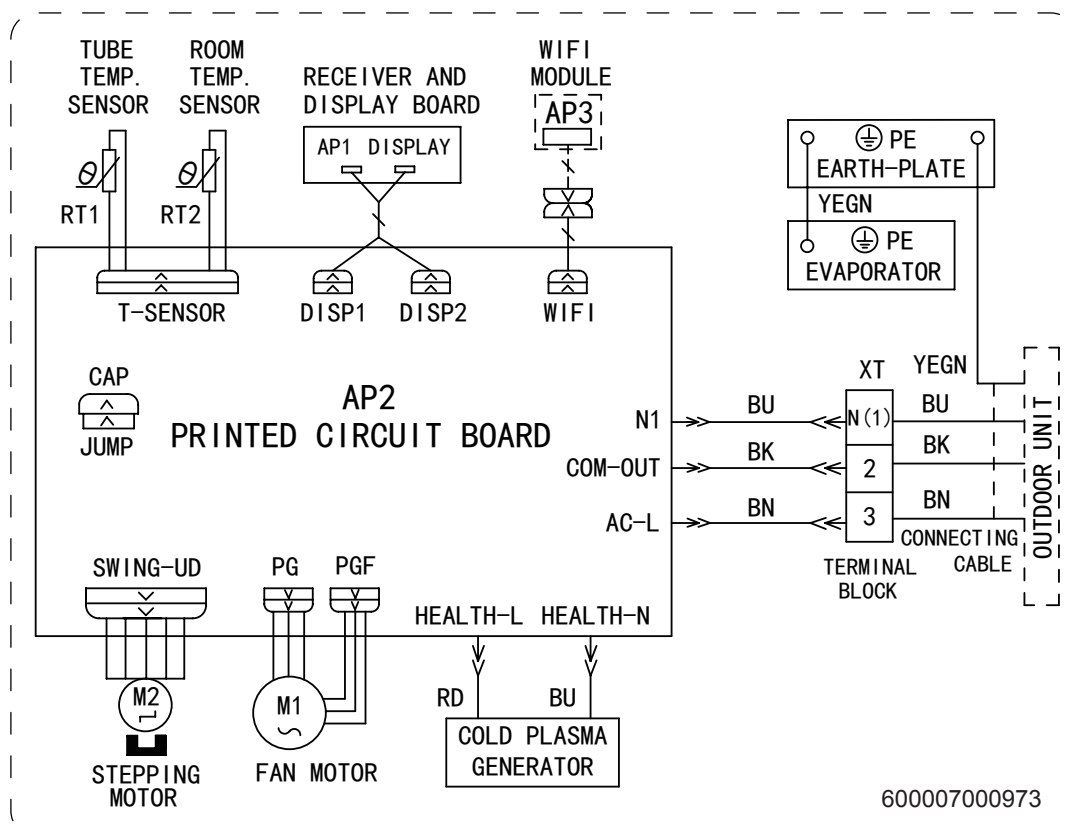 TUBE
TEMP.
SENSOR
ROOM
TEMP.
SENSOR
RECEIVER AND
DISPLAY BOARD
WIFI
MODULE
AP3
AP1 DISPLAY
θ
RT1
θ
RT2
PE
EARTH-PLATE
YEGN
PE
EVAPORATOR
T-SENSOR
DISP1
DISP2
WIFI
CAP
JUMP
AP2
PRINTED CIRCUIT BOARD
N1
COM-OUT
AC-L
BU
BK
BN
XT
N(1)
2
3
TERMINAL
BLOCK
YEGN
BU
BK
BN
CONNECTING
CABLE
OUTDOOR UNIT
SWING-UD
PG
PGF
HEALTH-L
HEALTH-N
M2
STEPPING
MOTOR
M1
FAN MOTOR
RD
BU
COLD PLASMA
GENERATOR
600007000973